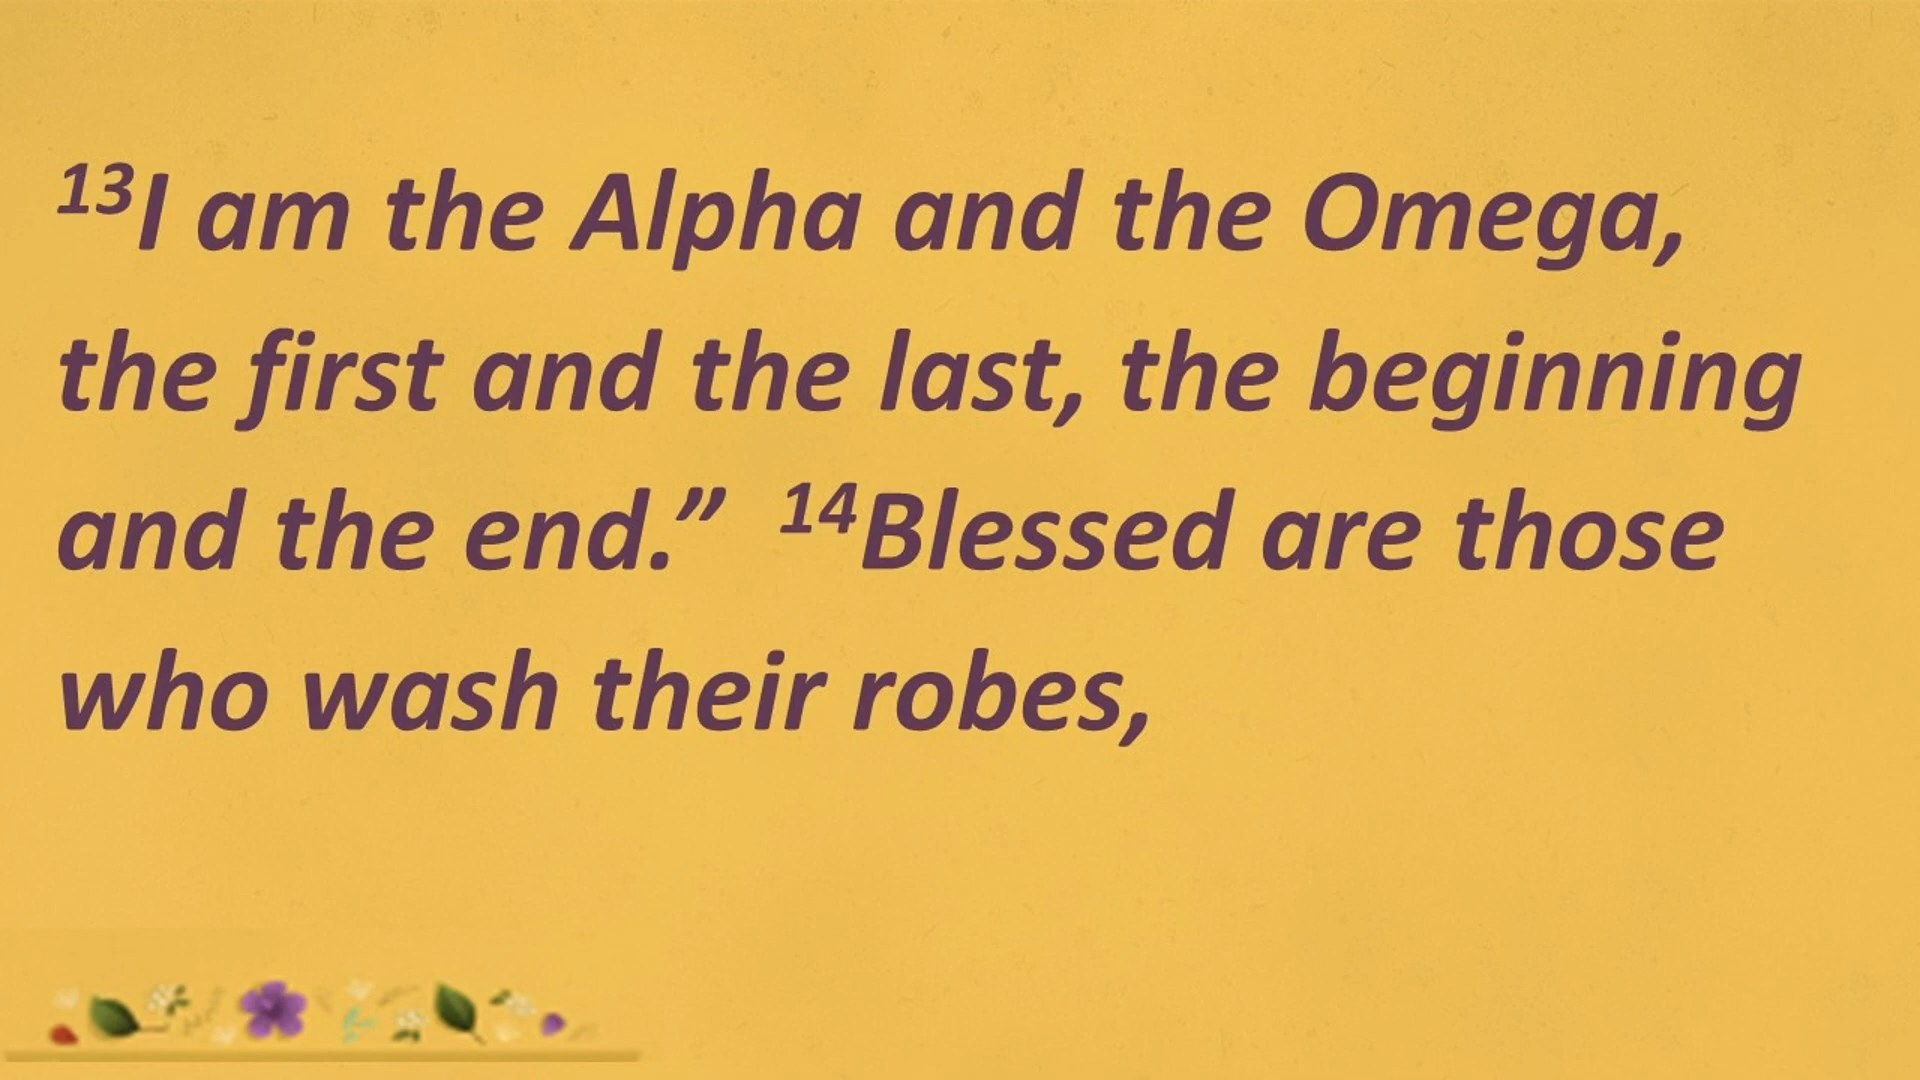 ¹³I am the Alpha and the Omega,
the first and the last, the beginning
and the end.”  ¹⁴Blessed are those
who wash their robes,